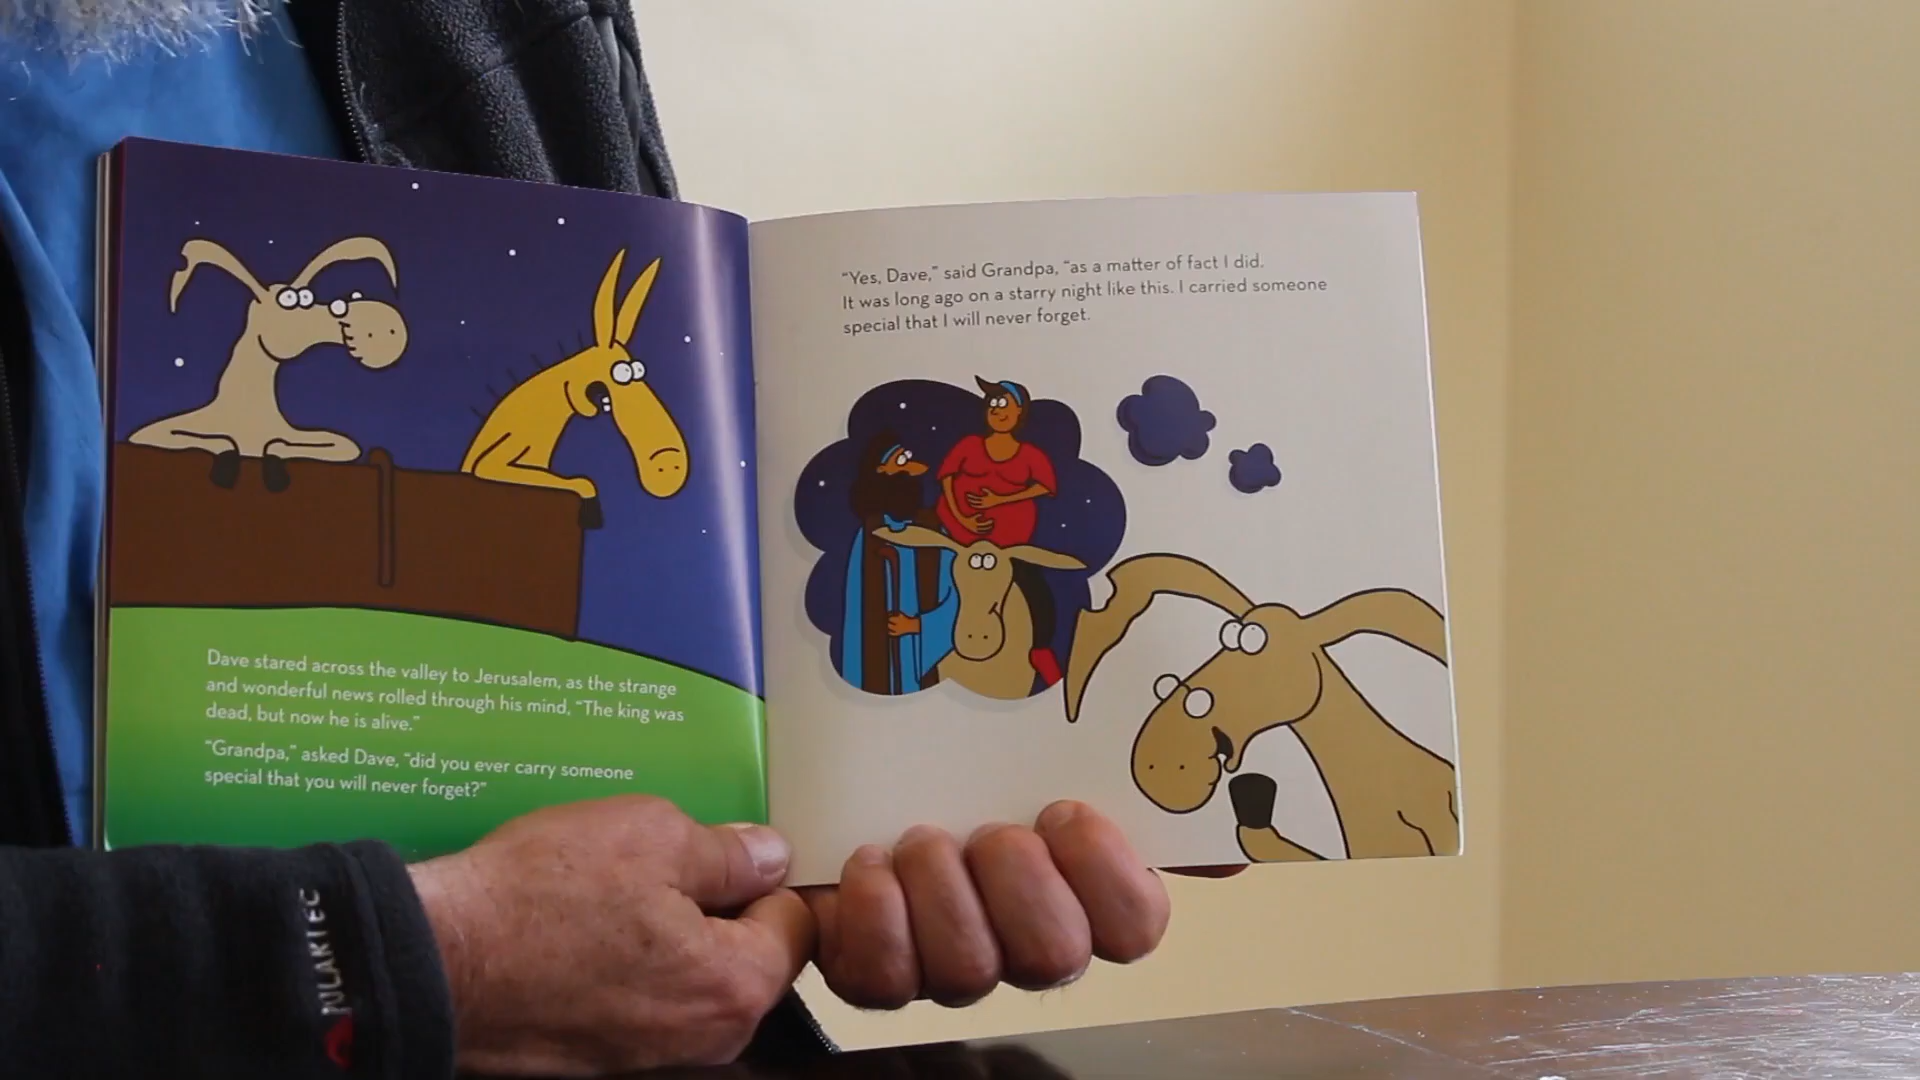 Dave stared across the valley to Jerusalem, as the strange
and wonderful news rolled through his mind, “The king was
dead, but now he is alive.”
“Grandpa,” asked Dave, “did you ever carry someone
special that you will never forget?”
“Yes, Dave,” said Grandpa, “as a matter of fact I did.
It was long ago on a starry night like this. I carried someone
special that I will never forget.